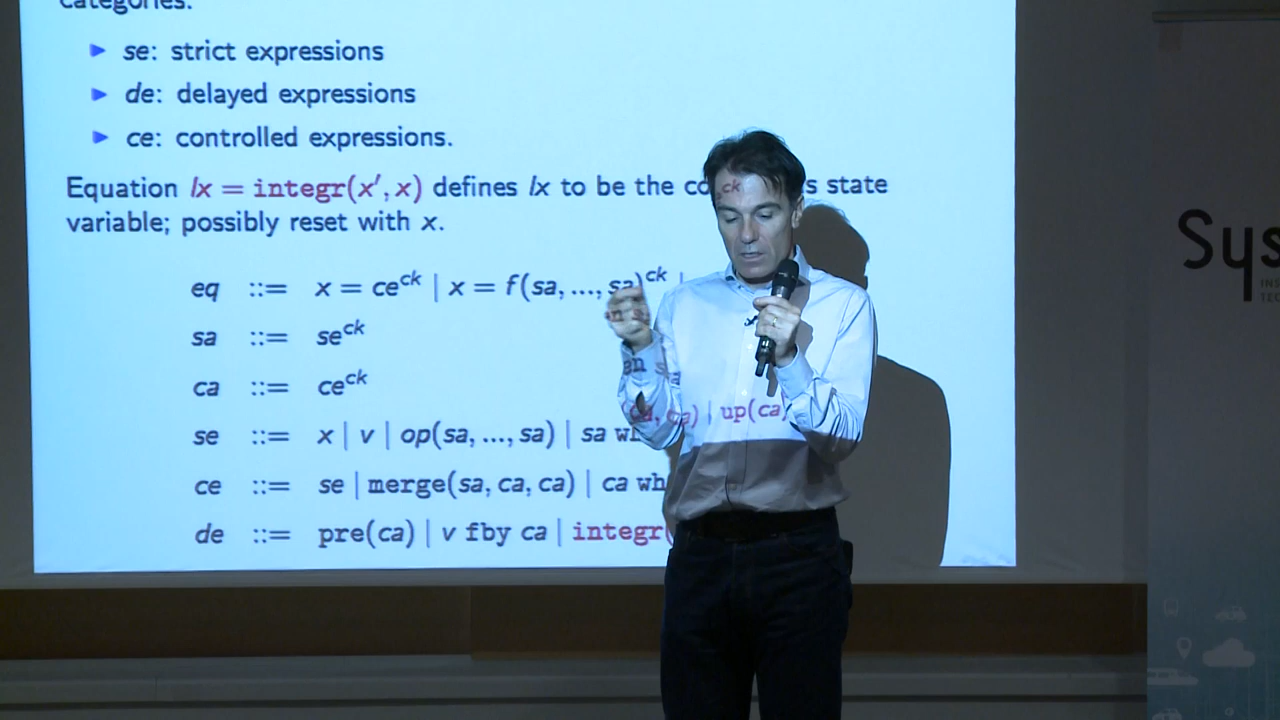 categories:
▶ se: strict expressions
▶ de: delayed expressions
▶ ce: controlled expressions.
Equation lx = integr(x′, x) defines lx to be the s state
variable; possibly reset with x.
eq ::= x = ce^ck | x = f(sa, ..., sa)^ck |
sa ::= se^ck
ca ::= ce^ck
se ::= x | v | op(sa, ..., sa) | sa
ce ::= se | merge(sa, ca, ca) | ca
de ::= pre(ca) | v fby ca | integr(
ck
(ca, ca) | up(ca)
Sys